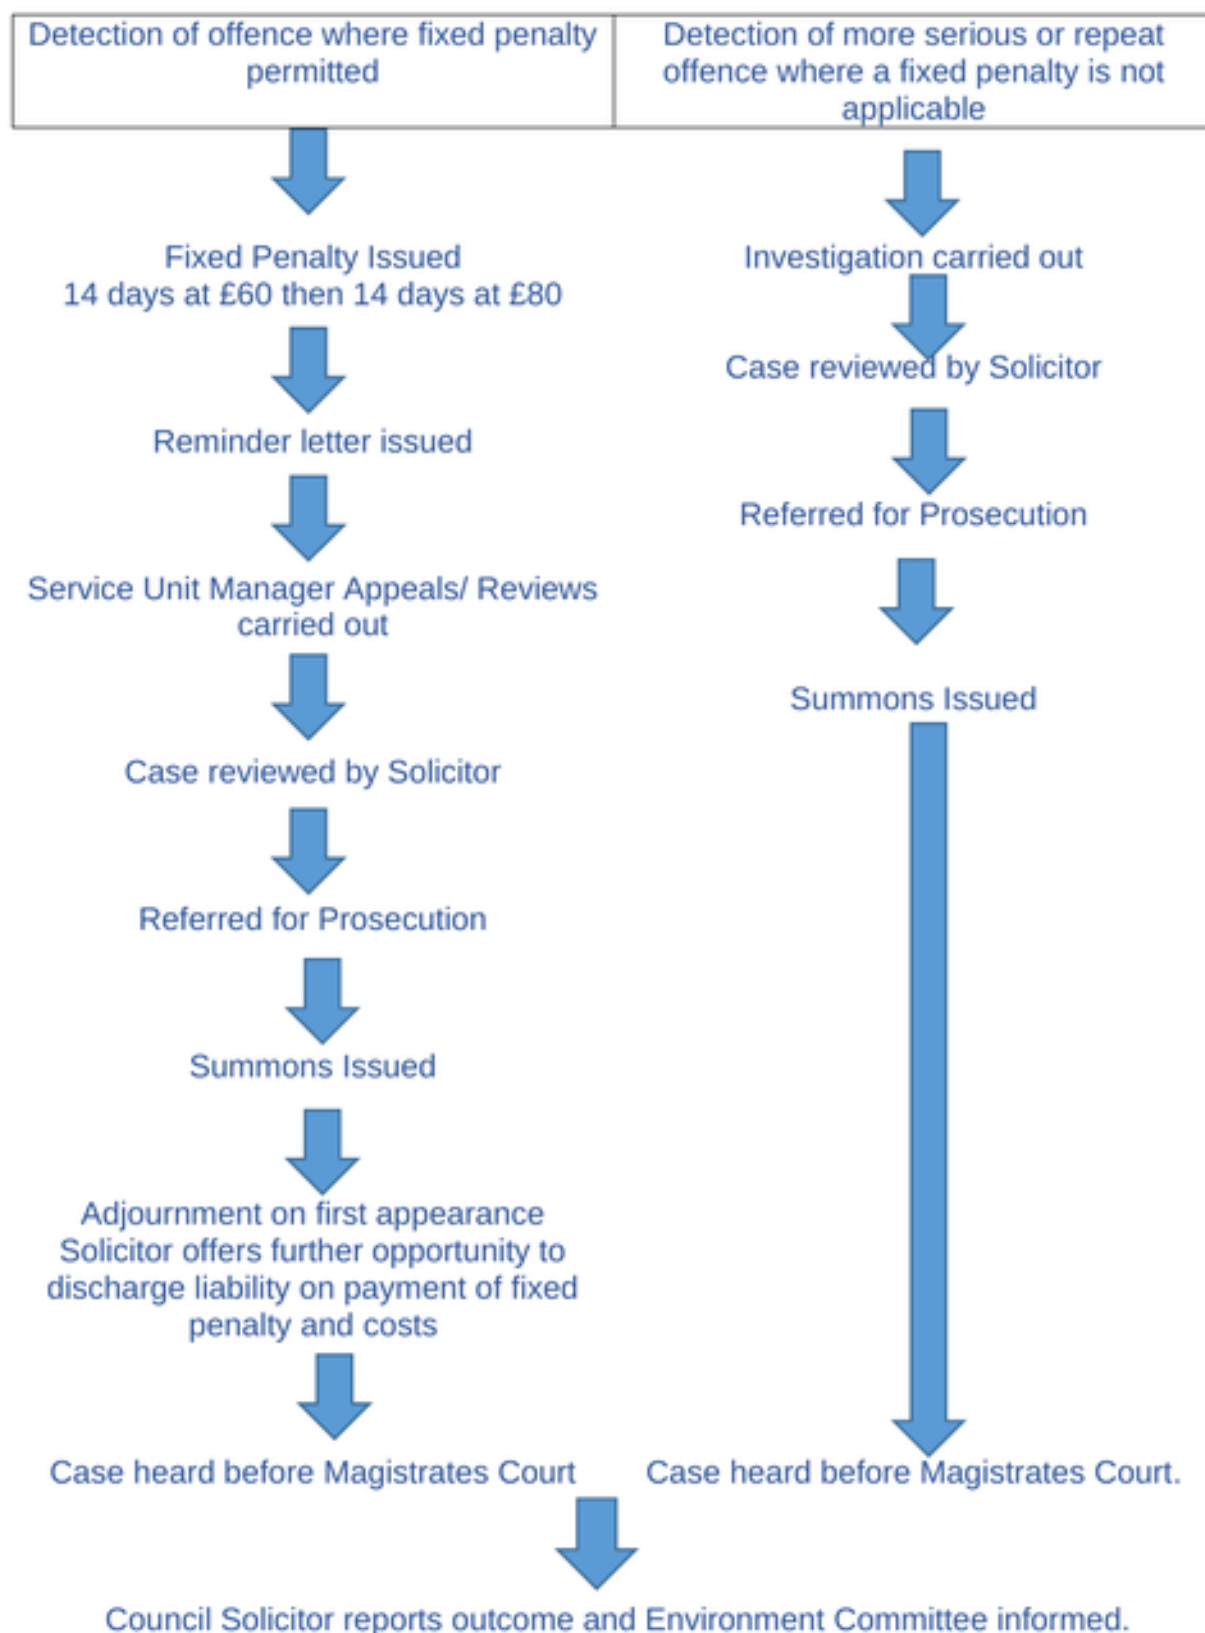 Detection of offence where fixed penalty
permitted
Detection of more serious or repeat
offence where a fixed penalty is not
applicable
Fixed Penalty Issued
14 days at £60 then 14 days at £80
Reminder letter issued
Service Unit Manager Appeals/ Reviews
carried out
Case reviewed by Solicitor
Referred for Prosecution
Summons Issued
Adjournment on first appearance
Solicitor offers further opportunity to
discharge liability on payment of fixed
penalty and costs
Case heard before Magistrates Court
Investigation carried out
Case reviewed by Solicitor
Referred for Prosecution
Summons Issued
Case heard before Magistrates Court.
Council Solicitor reports outcome and Environment Committee informed.